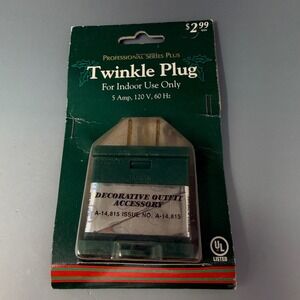 $2.99
PROFESSIONAL SERIES PLUS
Twinkle Plug
For Indoor Use Only
5 Amp, 120 V, 60 Hz
DECORATIVE OUTFIT
ACCESSORY
A-14,815 ISSUE NO. A-14,815
UL
LISTED